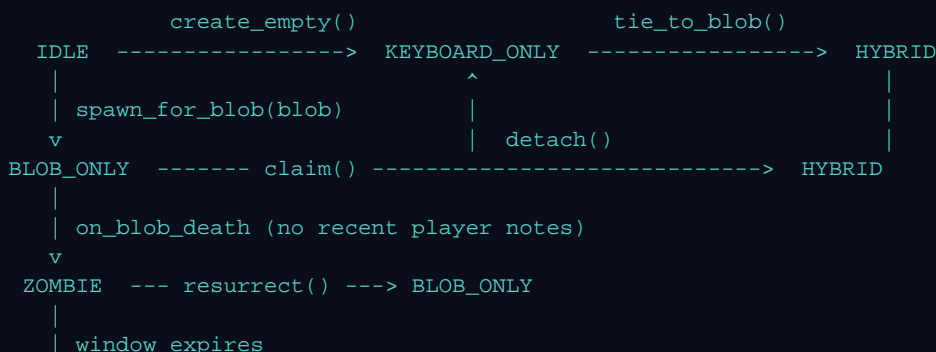 create_empty()                 tie_to_blob()
  IDLE  ----------------->  KEYBOARD_ONLY  ----------------->  HYBRID
   |                              ^                              |
   | spawn_for_blob(blob)         |                              |
   v                              |  detach()                    |
BLOB_ONLY  ------- claim() ----------------------------->  HYBRID
   |
   | on_blob_death (no recent player notes)
   v
 ZOMBIE  --- resurrect() ---> BLOB_ONLY
   |
   | window expires